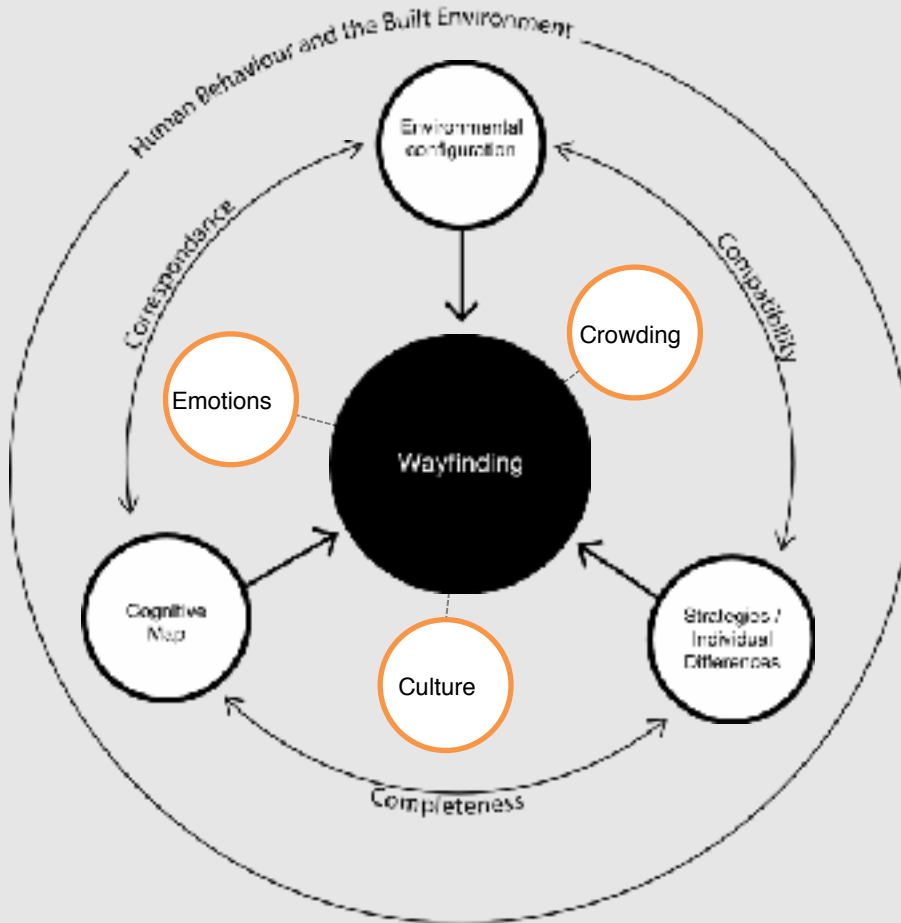 Human Behaviour and the Built Environment
Environmental
configuration
Correspondance
Compatibility
Crowding
Emotions
Wayfinding
Cognitive
Map
Strategies /
Individual
Differences
Culture
Completeness